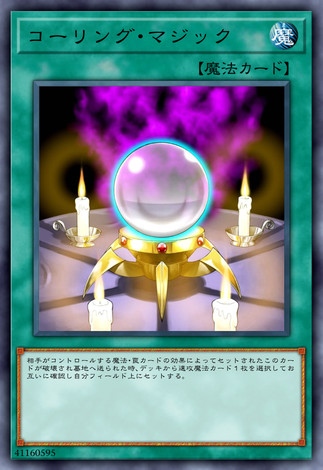 コーリング・マジック
魔
【魔法カード】
相手がコントロールする魔法・罠カードの効果によってセットされたこのカー
ドが破壊され墓地へ送られた時、デッキから速攻魔法カード１枚を選択してお
互いに確認し自分フィールド上にセットする。
41160595